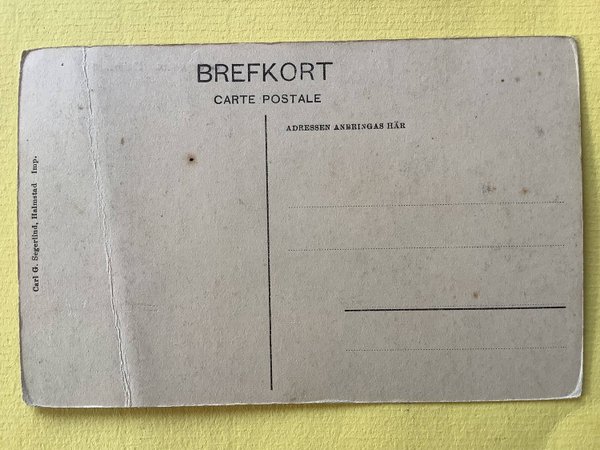 BREFKORT
CARTE POSTALE
ADRESSEN ANBRINGAS HÄR
Carl G. Segerlind, Halmstad Imp.